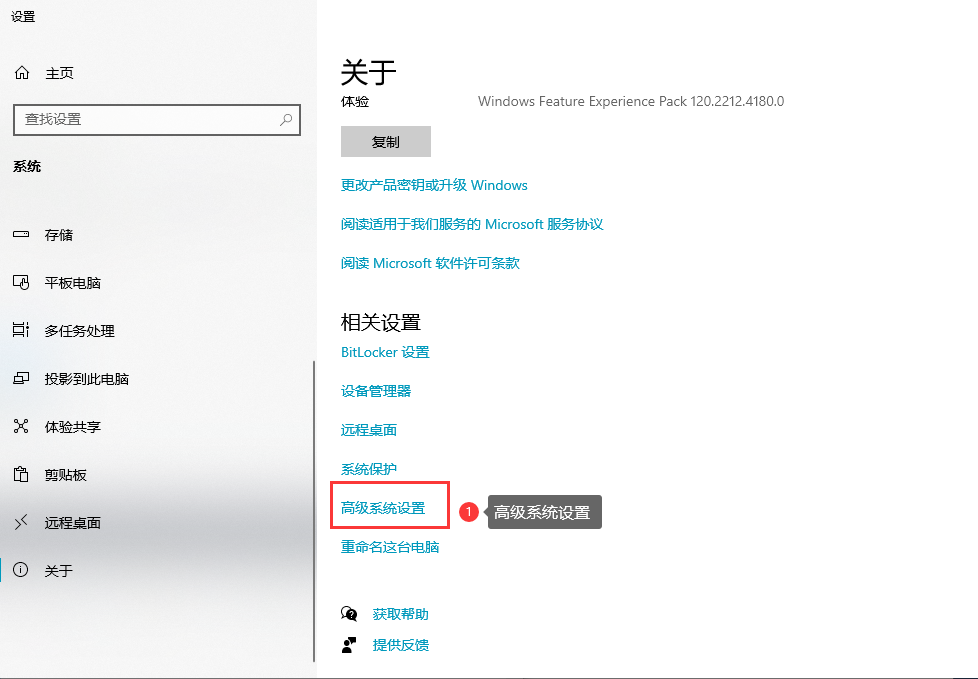 设置
主页
查找设置
系统
存储
平板电脑
多任务处理
投影到此电脑
体验共享
剪贴板
远程桌面
关于
关于
体验 Windows Feature Experience Pack 120.2212.4180.0
复制
更改产品密钥或升级 Windows
阅读适用于我们服务的 Microsoft 服务协议
阅读 Microsoft 软件许可条款
相关设置
BitLocker 设置
设备管理器
远程桌面
系统保护
高级系统设置 1 高级系统设置
重命名这台电脑
获取帮助
提供反馈